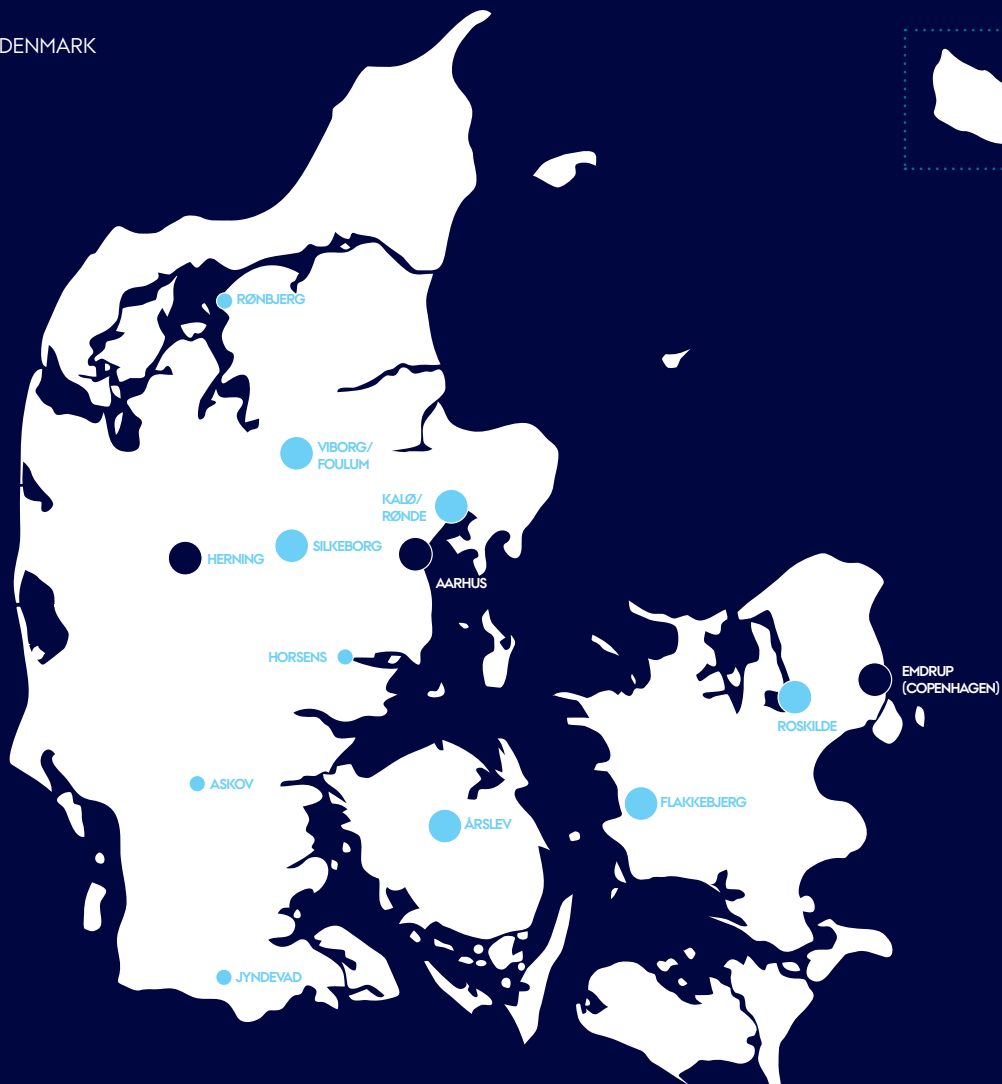 DENMARK
RØNBJERG
VIBORG/
FOULUM
KALØ/
RØNDE
SILKEBORG
HERNING
AARHUS
HORSENS
EMDRUP
(COPENHAGEN)
ROSKILDE
ASKOV
FLAKKEBJERG
ÅRSLEV
JYNDEVAD